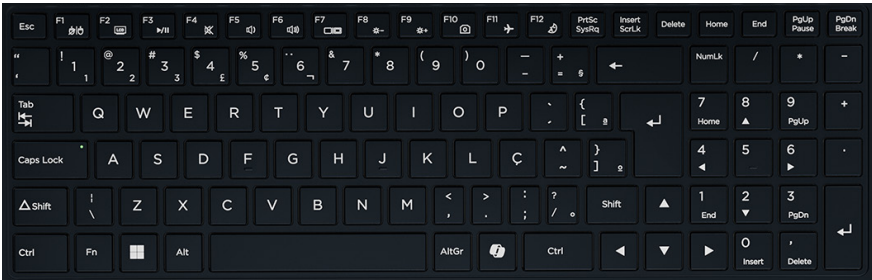 Esc F1 F2 F3 F4 F5 F6 F7 F8 F9 F10 F11 F12 PrtSc Insert Delete Home End PgUp PgDn
SysRq ScrLk Pause Break
" ! @ # $ % ¨ & * ( ) _ + ← NumLk / * -
' 1 1 2 2 3 3 4 £ 5 ¢ 6 ¬ 7 8 9 0 - = §
Tab Q W E R T Y U I O P ` ´ { [ ª 7 Home 8 9 PgUp +
Caps Lock A S D F G H J K L Ç ^ ~ } ] º 4 5 6 .
Shift ¦ \ Z X C V B N M < , > . : ; ? / ° Shift 1 End 2 3 PgDn
Ctrl Fn Alt AltGr Ctrl 0 Insert , Delete